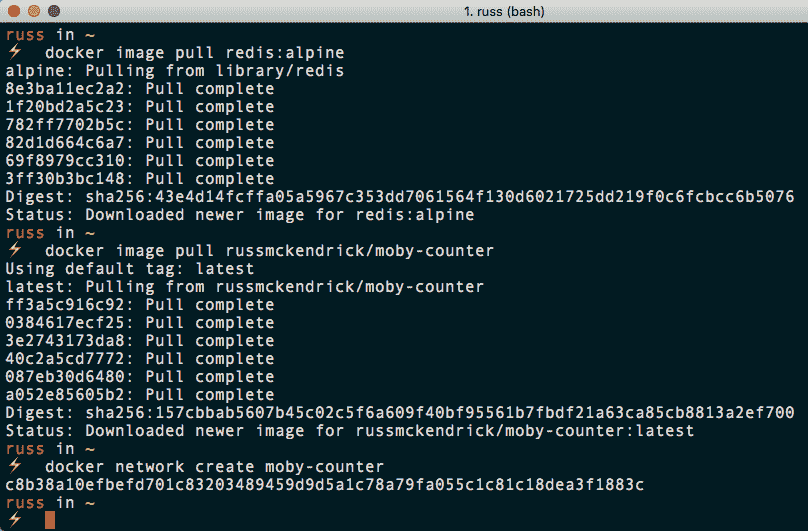 1. russ (bash)
russ in ~
⚡ docker image pull redis:alpine
alpine: Pulling from library/redis
8e3ba11ec2a2: Pull complete
1f20bd2a5c23: Pull complete
782ff7702b5c: Pull complete
82d1d664c6a7: Pull complete
69f8979cc310: Pull complete
3ff30b3bc148: Pull complete
Digest: sha256:43e4d14fcffa05a5967c353dd7061564f130d6021725dd219f0c6fcbcc6b5076
Status: Downloaded newer image for redis:alpine
russ in ~
⚡ docker image pull russmckendrick/moby-counter
Using default tag: latest
latest: Pulling from russmckendrick/moby-counter
ff3a5c916c92: Pull complete
0384617ecf25: Pull complete
3e2743173da8: Pull complete
40c2a5cd7772: Pull complete
087eb30d6480: Pull complete
a052e85605b2: Pull complete
Digest: sha256:157cbbab5607b45c02c5f6a609f40bf95561b7fbdf21a63ca85cb8813a2ef700
Status: Downloaded newer image for russmckendrick/moby-counter:latest
russ in ~
⚡ docker network create moby-counter
c8b38a10efbefd701c83203489459d9d5a1c78a79fa055c1c81c18dea3f1883c
russ in ~
⚡